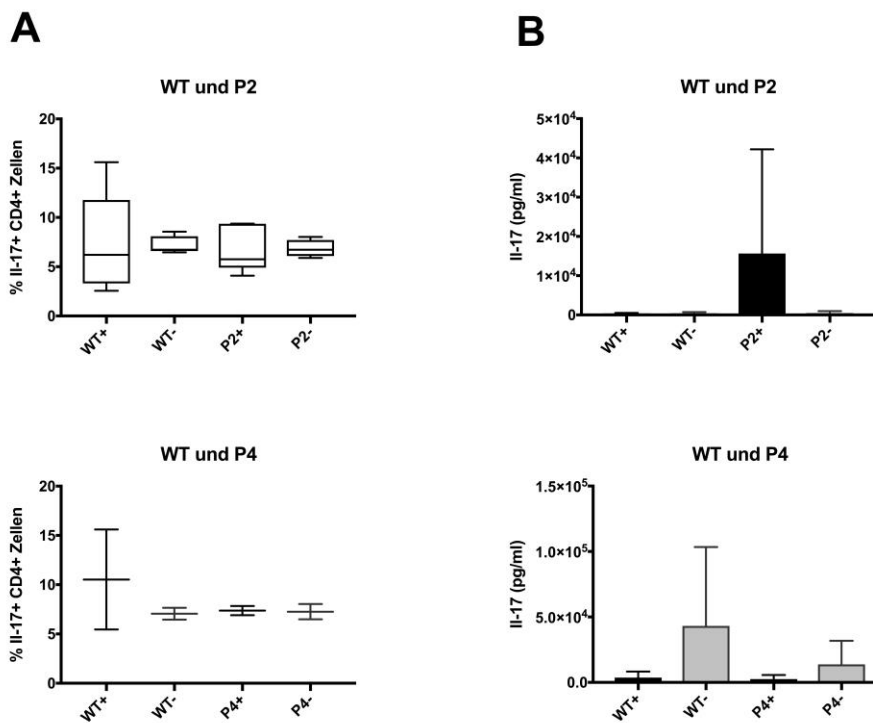 A
B
WT und P2
% Il-17+ CD4+ Zellen
20
15
10
5
0
WT+
WT-
P2+
P2-
WT und P2
Il-17 (pg/ml)
5×10⁴
4×10⁴
3×10⁴
2×10⁴
1×10⁴
0
WT+
WT-
P2+
P2-
WT und P4
% Il-17+ CD4+ Zellen
20
15
10
5
0
WT+
WT-
P4+
P4-
WT und P4
Il-17 (pg/ml)
1.5×10⁵
1.0×10⁵
5.0×10⁴
0.0
WT+
WT-
P4+
P4-